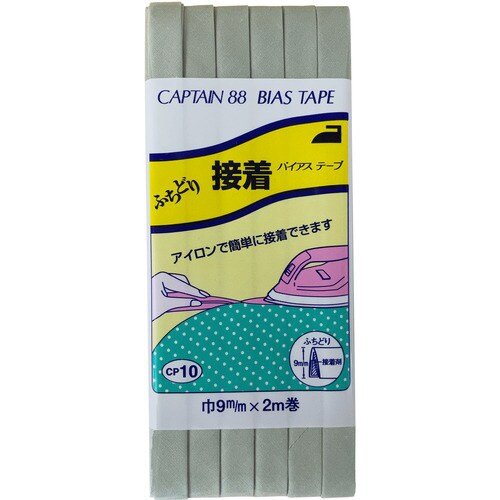 CAPTAIN 88 BIAS TAPE
ふちどり 接着 バイアス テープ
アイロンで簡単に接着できます
ふちどり
9m/m 接着剤
CP10
巾9m/m×2m巻